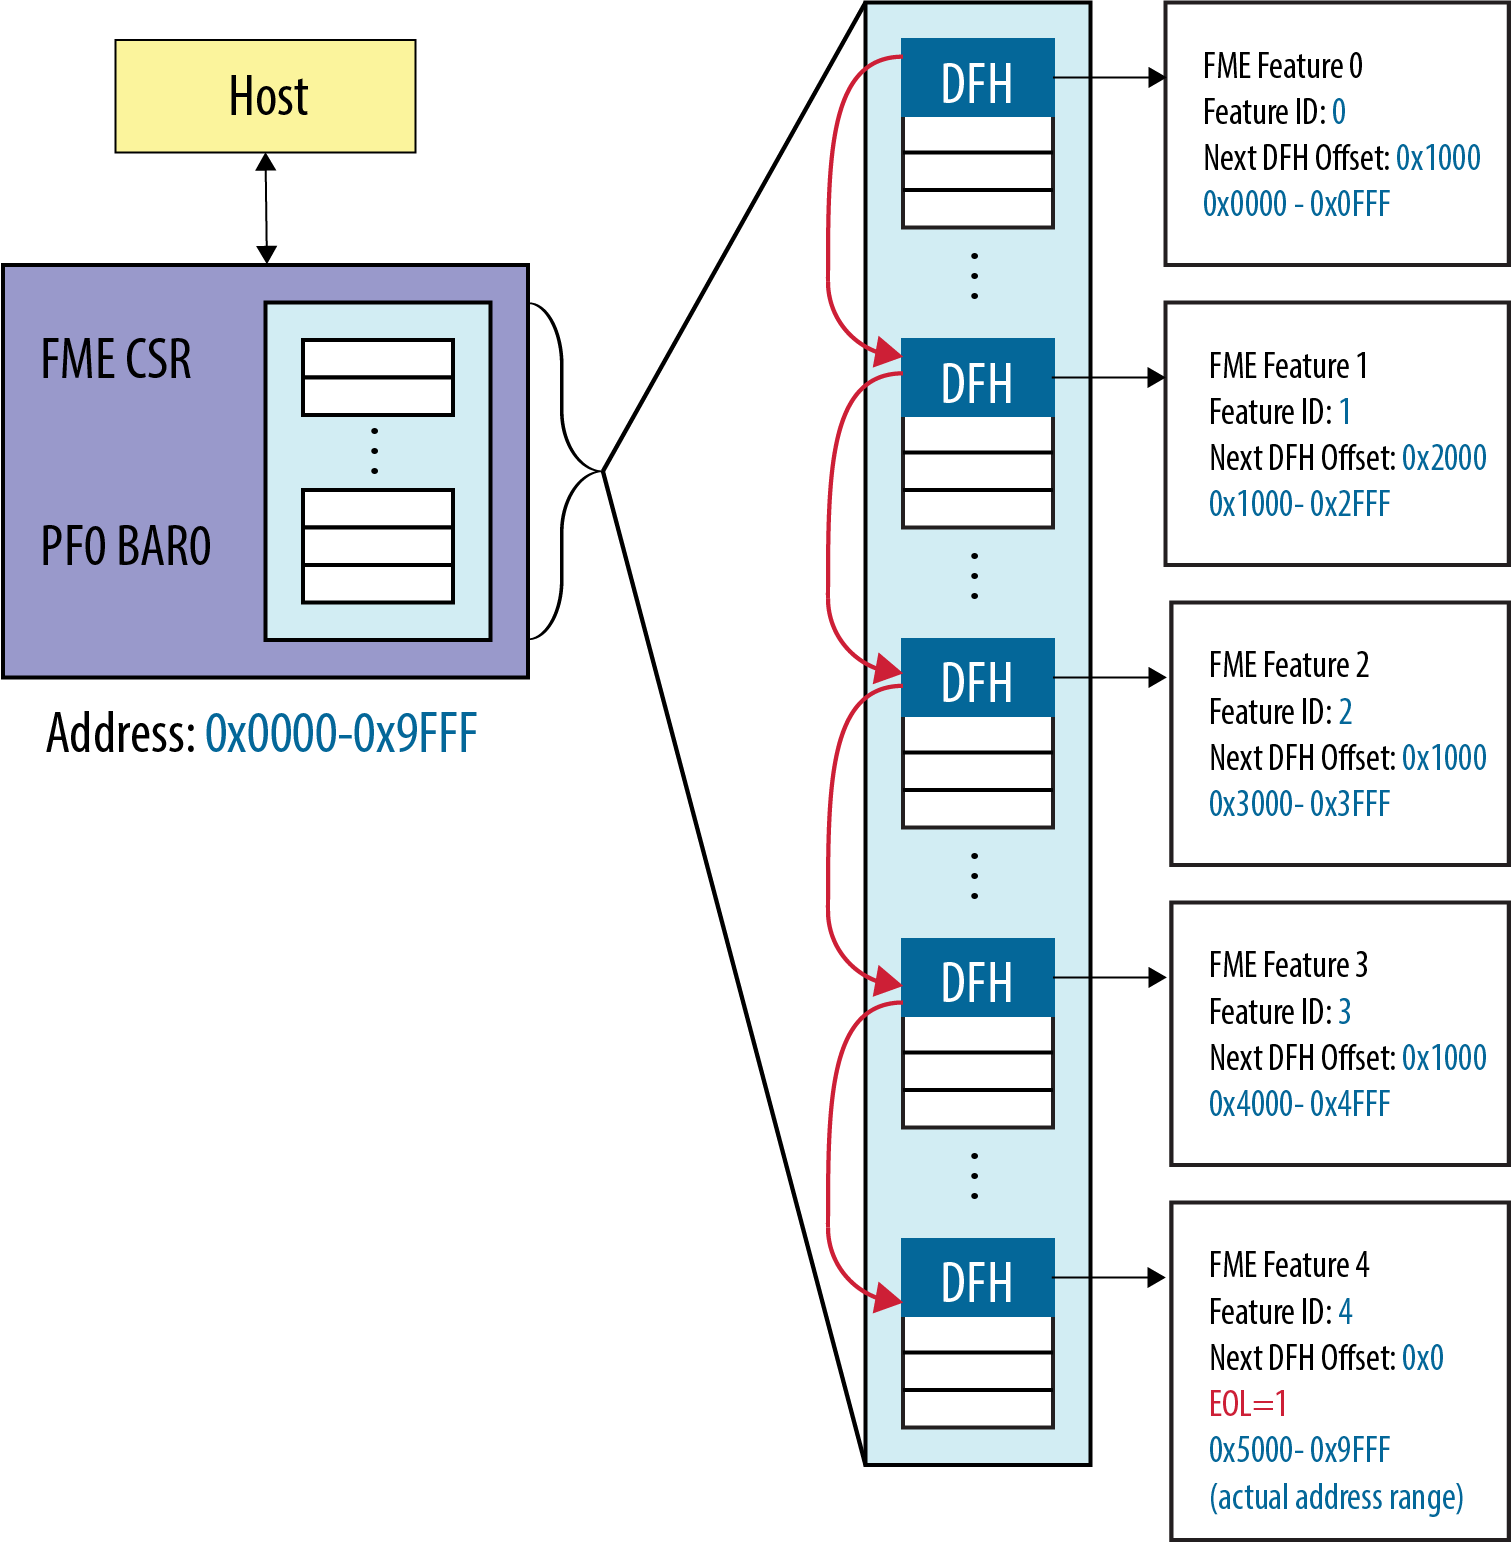 Host
FME CSR
PF0 BAR0
Address: 0x0000-0x9FFF
DFH
FME Feature 0
Feature ID: 0
Next DFH Offset: 0x1000
0x0000 - 0x0FFF
DFH
FME Feature 1
Feature ID: 1
Next DFH Offset: 0x2000
0x1000- 0x2FFF
DFH
FME Feature 2
Feature ID: 2
Next DFH Offset: 0x1000
0x3000- 0x3FFF
DFH
FME Feature 3
Feature ID: 3
Next DFH Offset: 0x1000
0x4000- 0x4FFF
DFH
FME Feature 4
Feature ID: 4
Next DFH Offset: 0x0
EOL=1
0x5000- 0x9FFF
(actual address range)